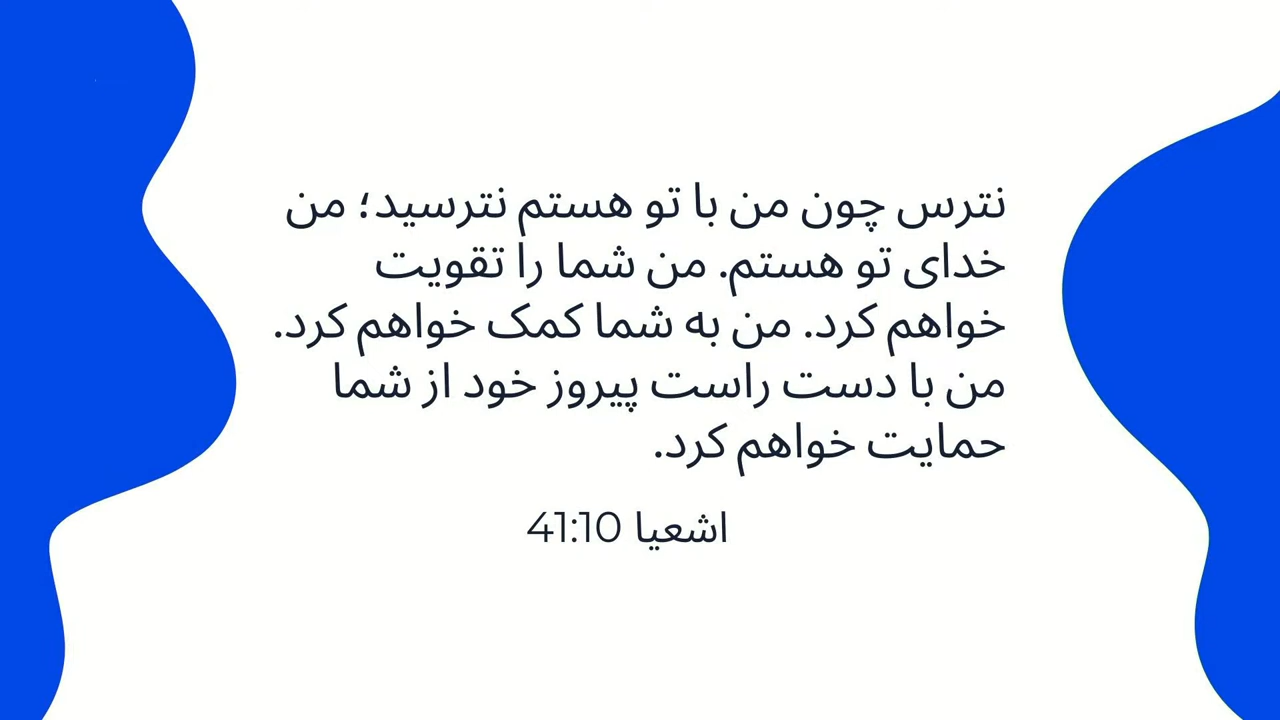 نترس چون من با تو هستم نترسید؛ من
خدای تو هستم. من شما را تقویت
خواهم کرد. من به شما کمک خواهم کرد.
من با دست راست پیروز خود از شما
حمایت خواهم کرد.
اشعیا 41:10